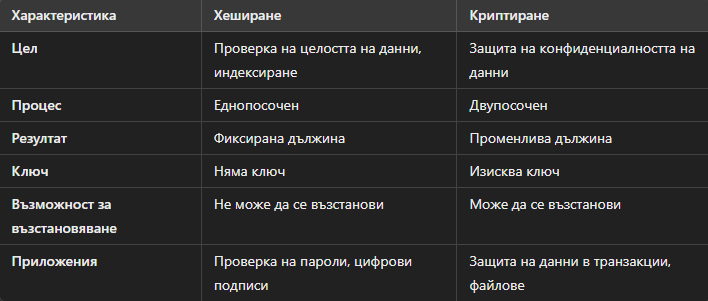 Характеристика Хеширане Криптиране
Цел Проверка на целостта на данни, Защита на конфиденциалността на
индексиране данни
Процес Еднопосочен Двупосочен
Резултат Фиксирана дължина Променлива дължина
Ключ Няма ключ Изисква ключ
Възможност за Не може да се възстанови Може да се възстанови
възстановяване
Приложения Проверка на пароли, цифрови Защита на данни в транзакции,
подписи файлове